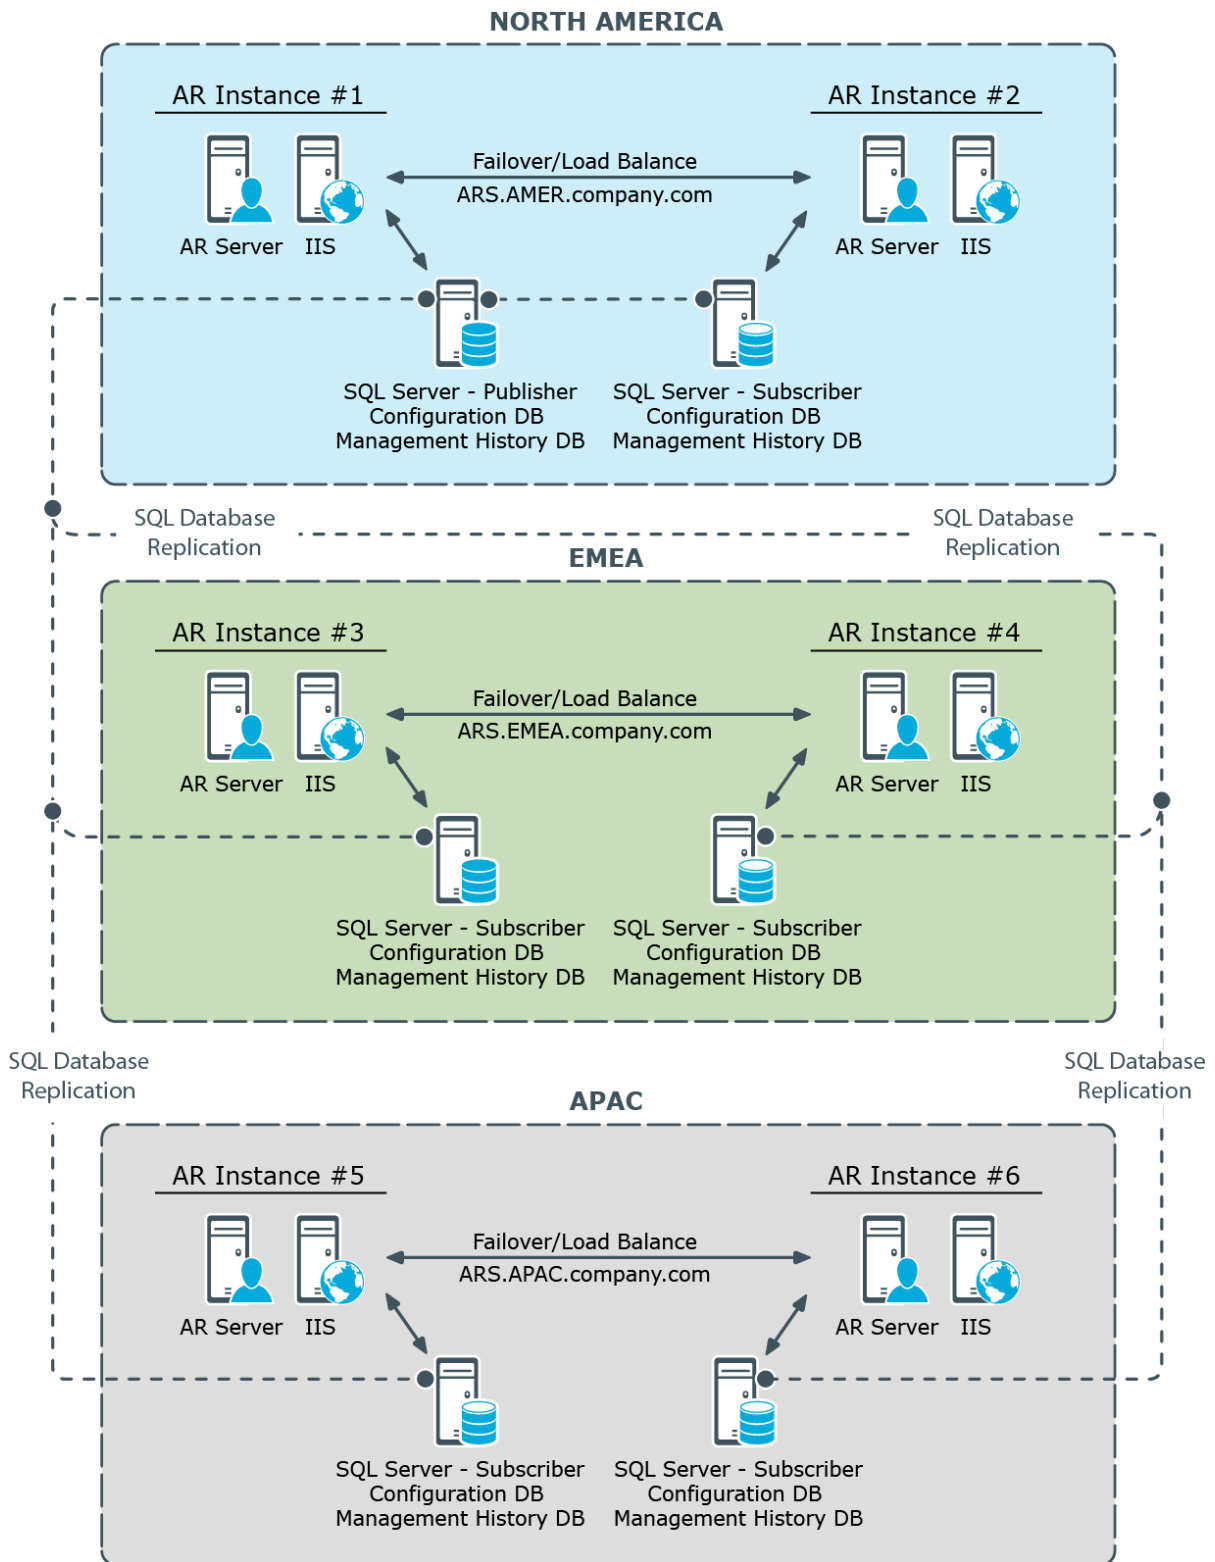 NORTH AMERICA
AR Instance #1
AR Instance #2
Failover/Load Balance
ARS.AMER.company.com
AR Server
IIS
AR Server
IIS
SQL Server - Publisher
Configuration DB
Management History DB
SQL Server - Subscriber
Configuration DB
Management History DB
SQL Database
Replication
SQL Database
Replication
EMEA
AR Instance #3
AR Instance #4
Failover/Load Balance
ARS.EMEA.company.com
AR Server
IIS
AR Server
IIS
SQL Server - Subscriber
Configuration DB
Management History DB
SQL Server - Subscriber
Configuration DB
Management History DB
SQL Database
Replication
SQL Database
Replication
APAC
AR Instance #5
AR Instance #6
Failover/Load Balance
ARS.APAC.company.com
AR Server
IIS
AR Server
IIS
SQL Server - Subscriber
Configuration DB
Management History DB
SQL Server - Subscriber
Configuration DB
Management History DB